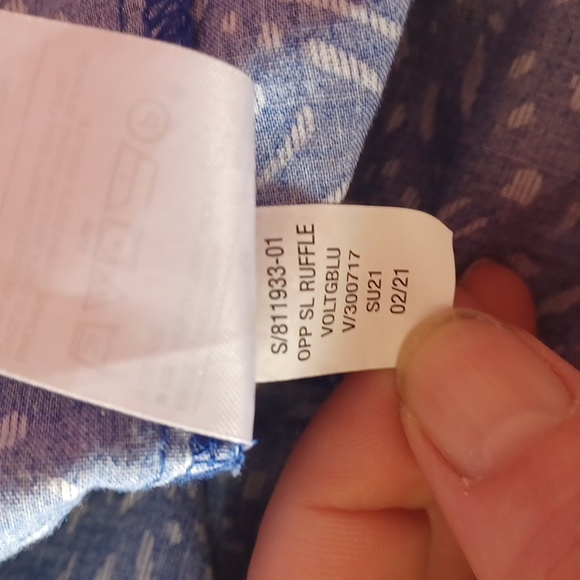 S/811933-01
OPP SL RUFFLE
VOLTGBLU
V/300717
SU21
02/21